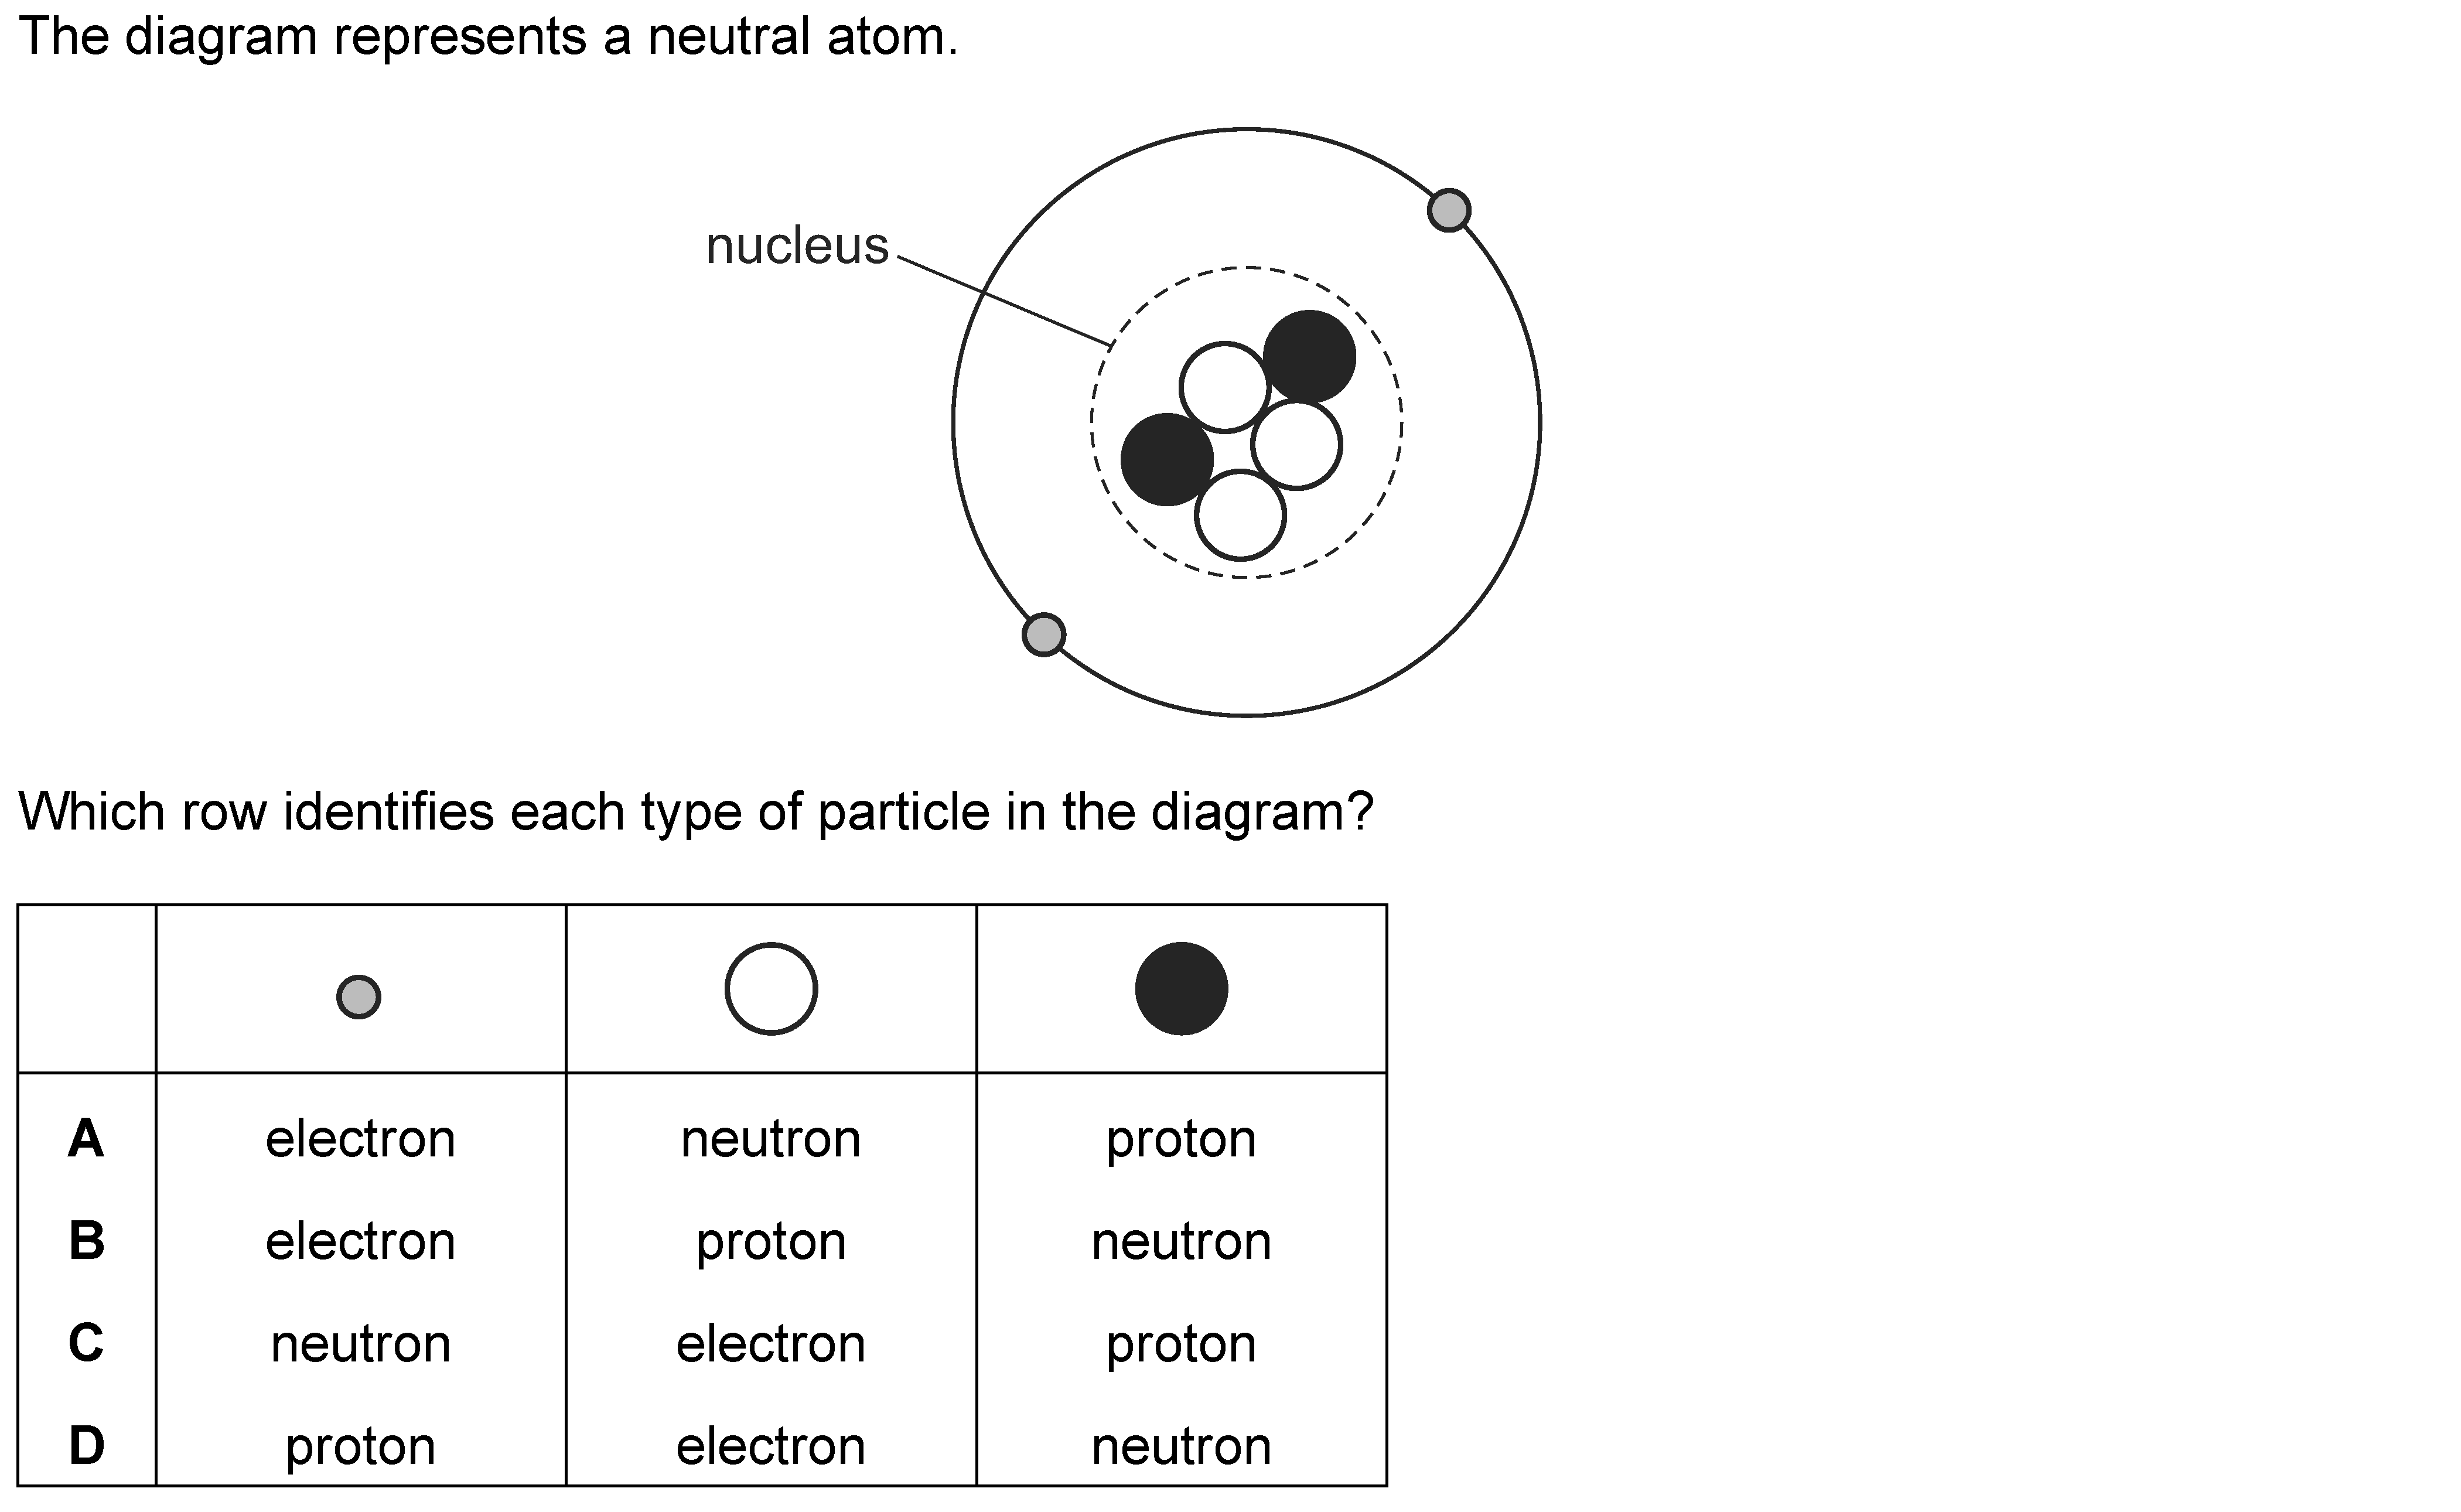 The diagram represents a neutral atom.
nucleus
Which row identifies each type of particle in the diagram?
A electron neutron proton
B electron proton neutron
C neutron electron proton
D proton electron neutron